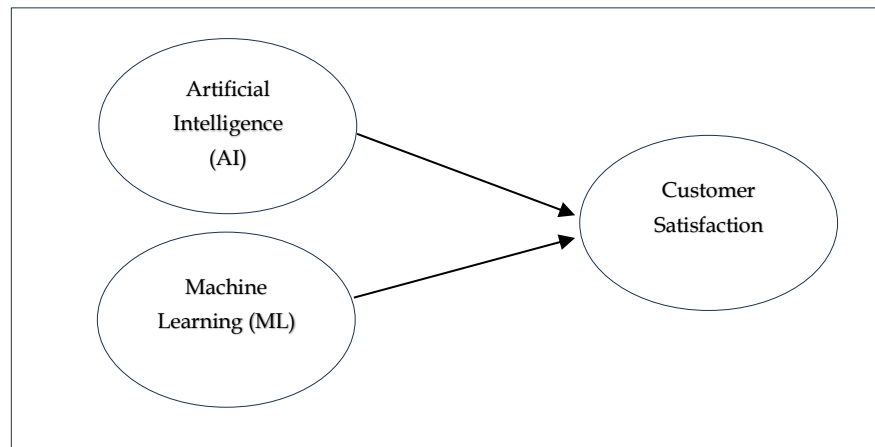 Artificial
Intelligence
(AI)
Machine
Learning (ML)
Customer
Satisfaction